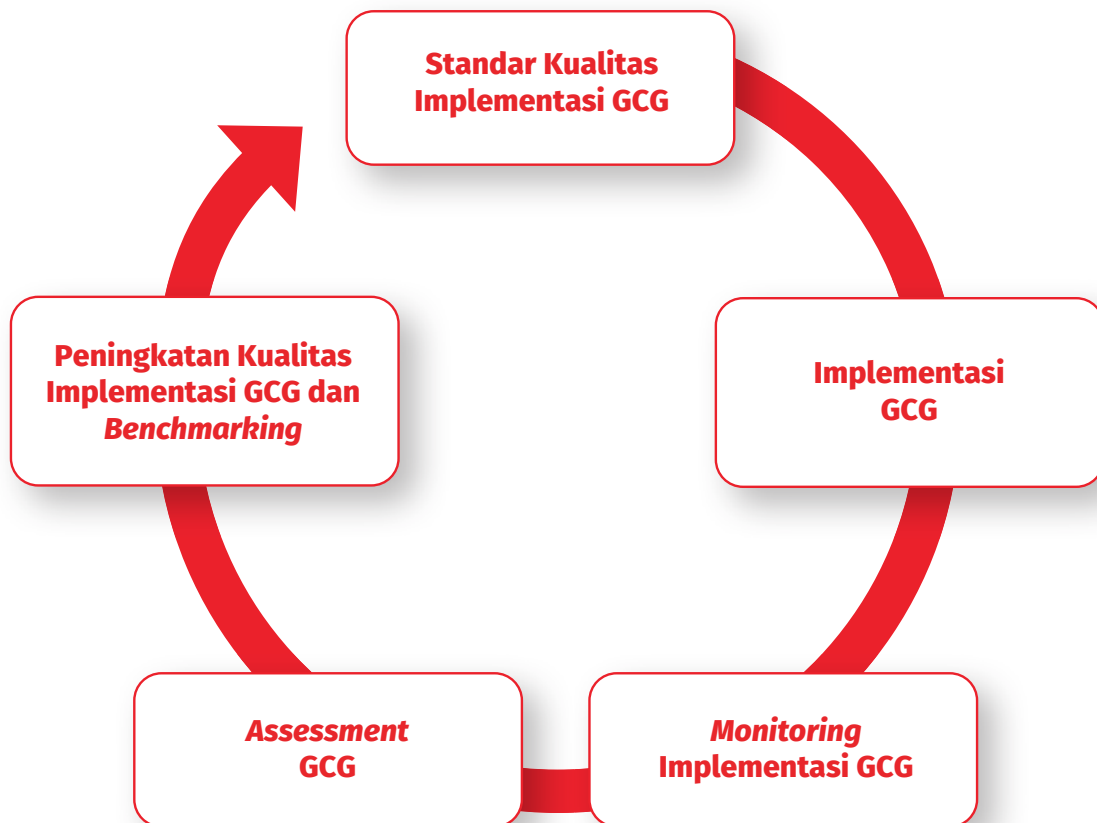 Standar Kualitas
Implementasi GCG
Implementasi
GCG
Monitoring
Implementasi GCG
Assessment
GCG
Peningkatan Kualitas
Implementasi GCG dan
Benchmarking